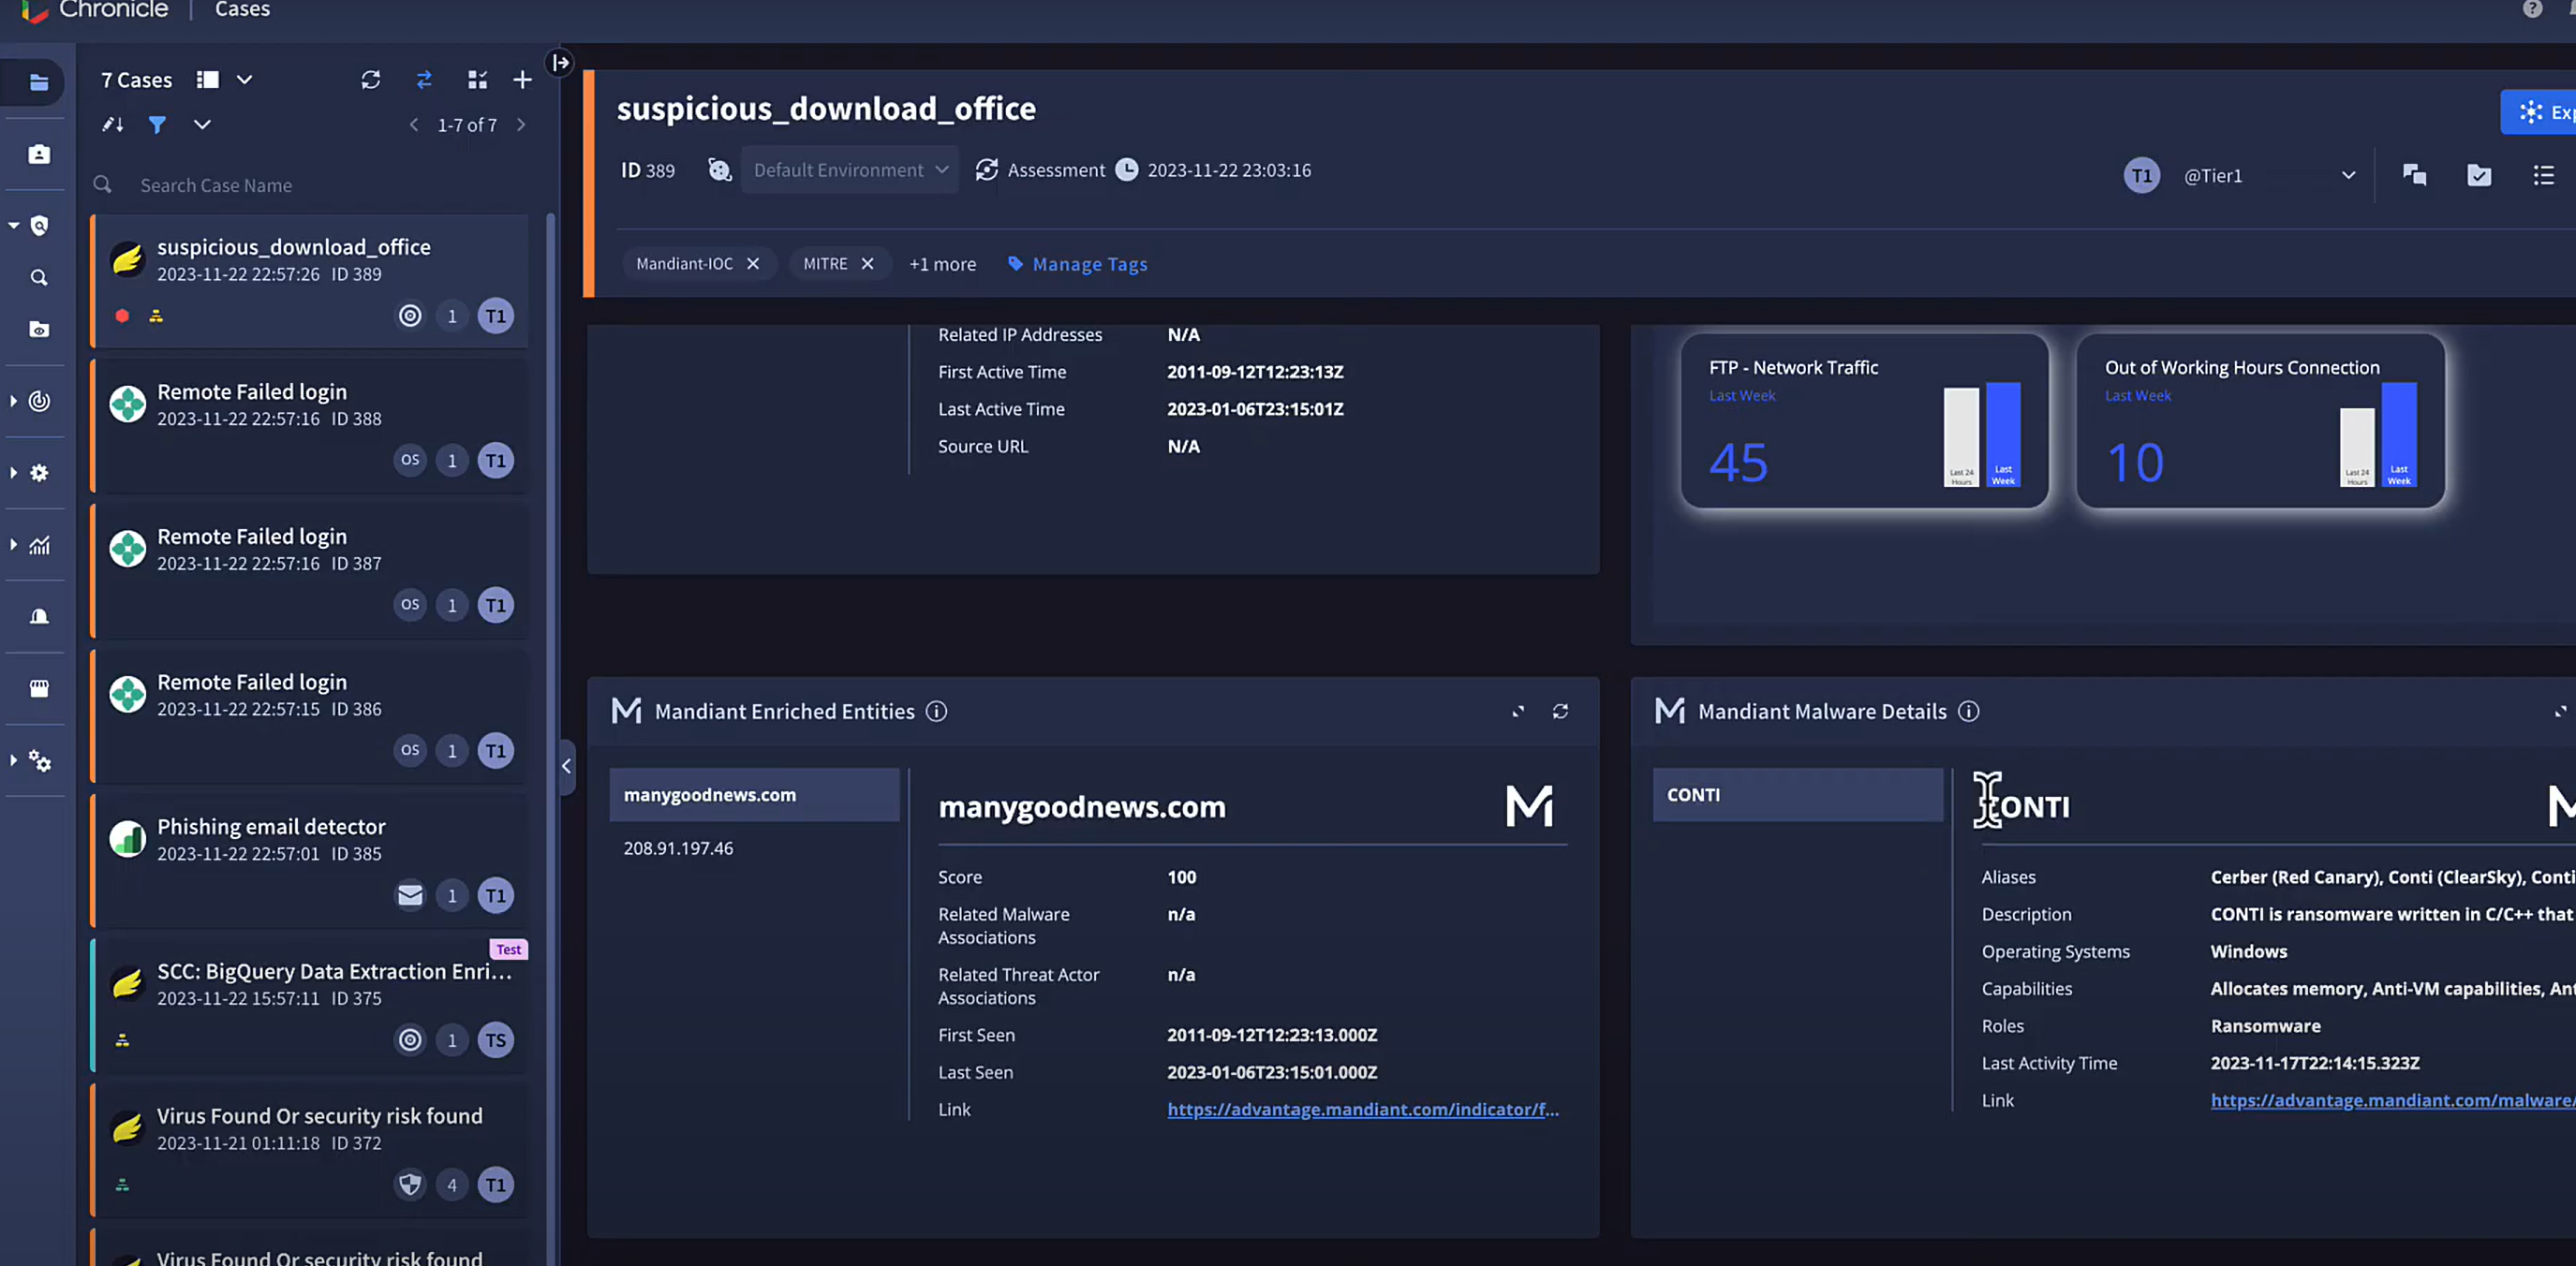 Chronicle | Cases
7 Cases
1-7 of 7
Search Case Name
suspicious_download_office
2023-11-22 22:57:26 ID 389
1 T1
Remote Failed login
2023-11-22 22:57:16 ID 388
OS 1 T1
Remote Failed login
2023-11-22 22:57:16 ID 387
OS 1 T1
Remote Failed login
2023-11-22 22:57:15 ID 386
OS 1 T1
Phishing email detector
2023-11-22 22:57:01 ID 385
1 T1
Test
SCC: BigQuery Data Extraction Enri...
2023-11-22 15:57:11 ID 375
1 TS
Virus Found Or security risk found
2023-11-21 01:11:18 ID 372
4 T1
Virus Found Or security risk found
suspicious_download_office
Exp
ID 389 Default Environment Assessment 2023-11-22 23:03:16
T1 @Tier1
Mandiant-IOC MITRE +1 more Manage Tags
Related IP Addresses N/A
First Active Time 2011-09-12T12:23:13Z
Last Active Time 2023-01-06T23:15:01Z
Source URL N/A
FTP - Network Traffic
Last Week
45
Last 24 Hours
Last Week
Out of Working Hours Connection
Last Week
10
Last 24 Hours
Last Week
Mandiant Enriched Entities
manygoodnews.com
208.91.197.46
manygoodnews.com
Score 100
Related Malware Associations n/a
Related Threat Actor Associations n/a
First Seen 2011-09-12T12:23:13.000Z
Last Seen 2023-01-06T23:15:01.000Z
Link https://advantage.mandiant.com/indicator/f...
Mandiant Malware Details
CONTI
CONTI
Aliases Cerber (Red Canary), Conti (ClearSky), Conti
Description CONTI is ransomware written in C/C++ that
Operating Systems Windows
Capabilities Allocates memory, Anti-VM capabilities, Ant
Roles Ransomware
Last Activity Time 2023-11-17T22:14:15.323Z
Link https://advantage.mandiant.com/malware/